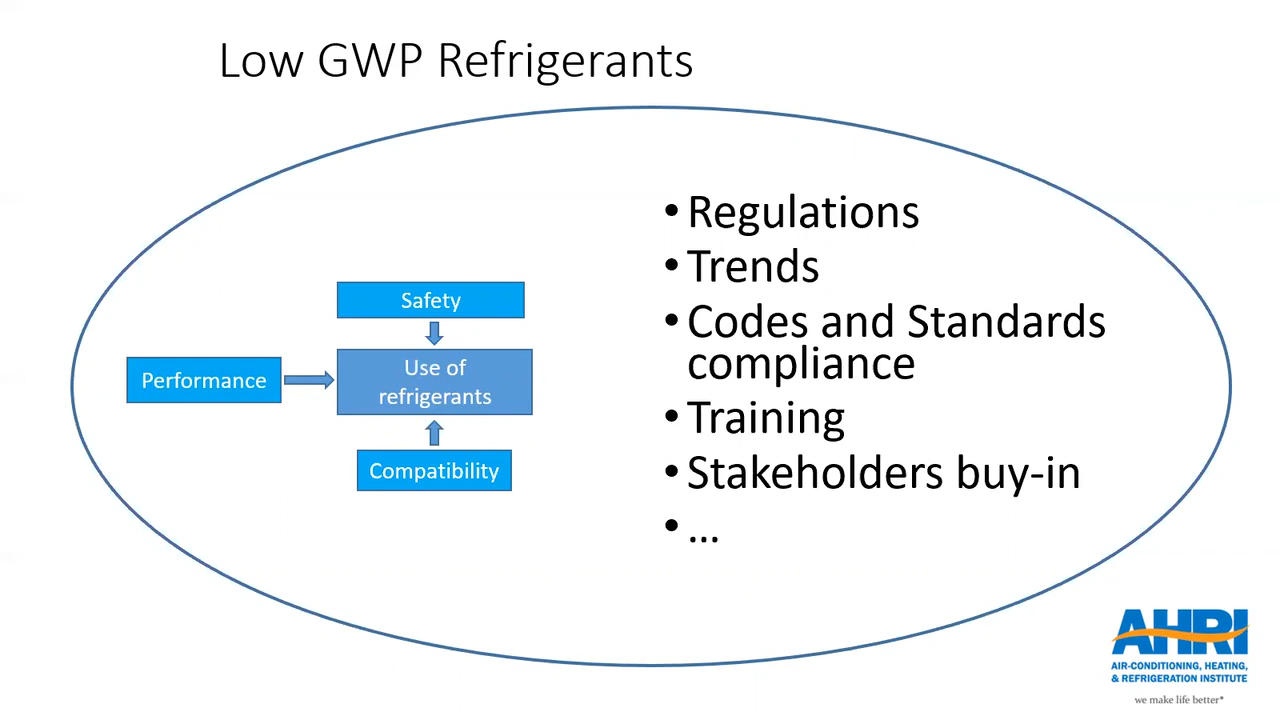 Low GWP Refrigerants
Safety
Performance
Use of
refrigerants
Compatibility
• Regulations
• Trends
• Codes and Standards
compliance
• Training
• Stakeholders buy-in
• ...
AHRI
AIR-CONDITIONING, HEATING,
& REFRIGERATION INSTITUTE
we make life better*